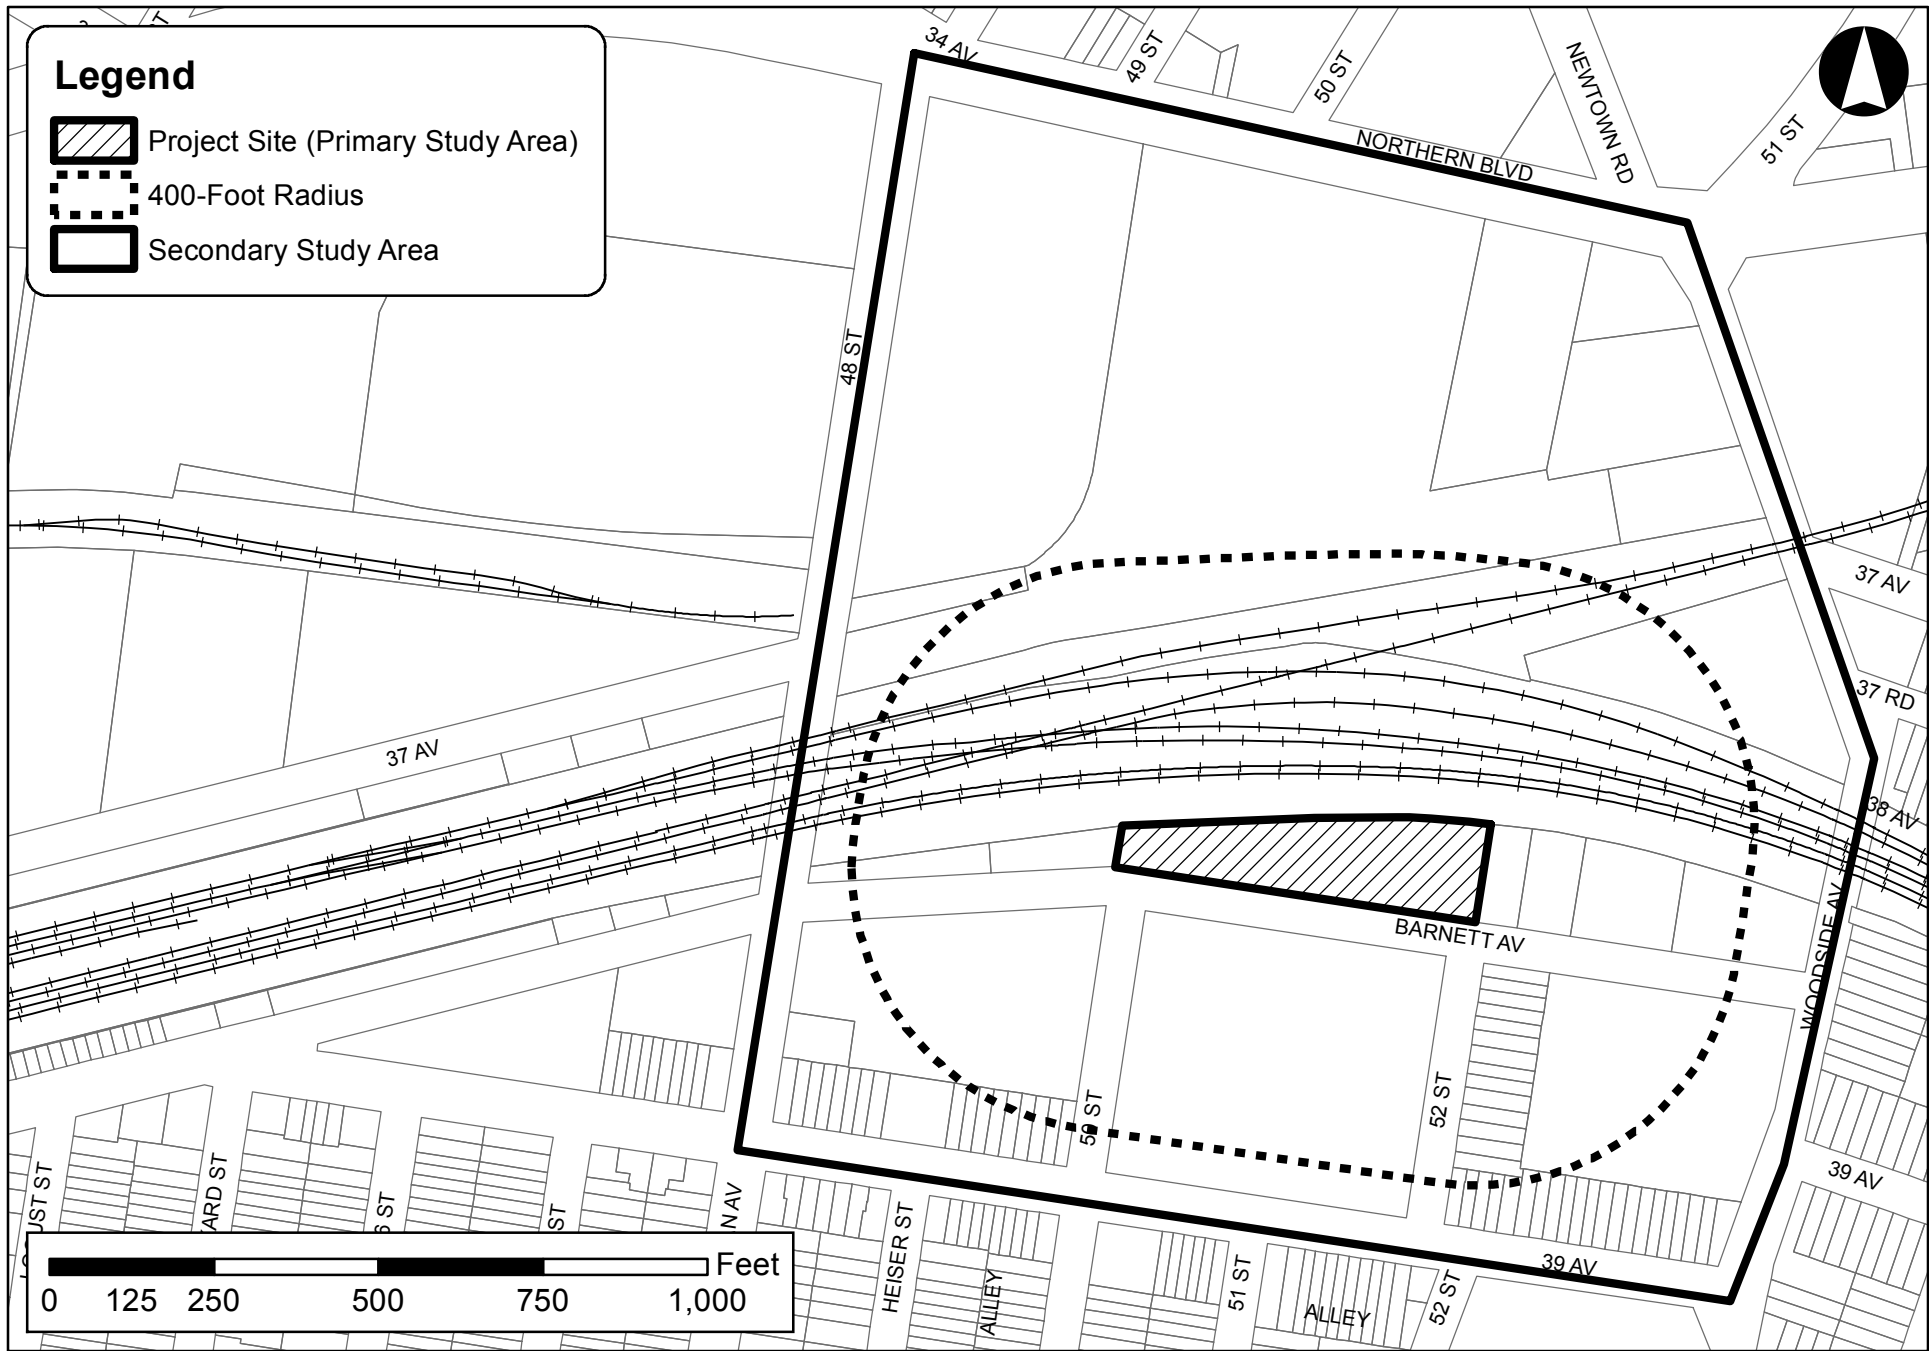 34 AV
49 ST
50 ST
NEWTOWN RD
51 ST
Legend
Project Site (Primary Study Area)
400-Foot Radius
Secondary Study Area
NORTHERN BLVD
48 ST
37 AV
37 RD
37 AV
38 AV
BARNETT AV
WOODSIDE AV
50 ST
52 ST
39 AV
ST
HEISER ST
ALLEY
51 ST
ALLEY
52 ST
39 AV
Feet
0 125 250 500 750 1,000